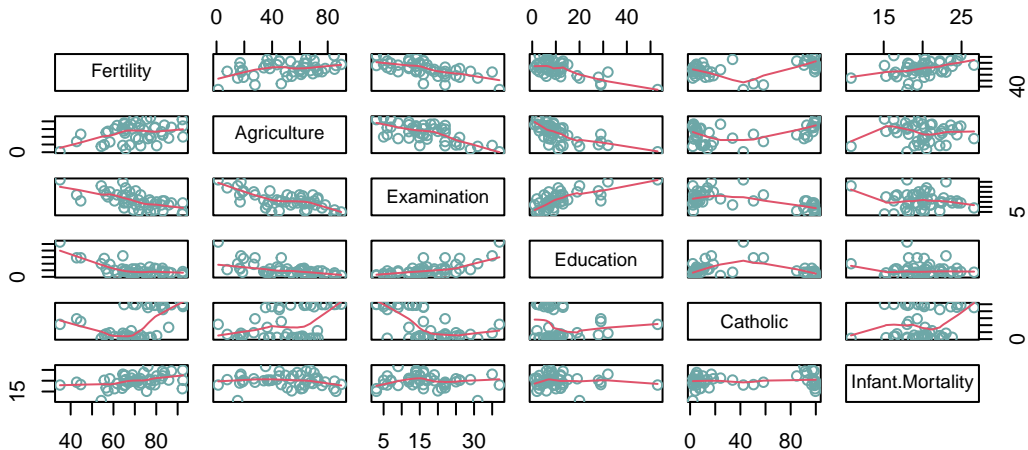 0 40 80
0 20 40
15 25
Fertility
40
0
Agriculture
Examination
5
0
Education
Catholic
0
15
Infant.Mortality
40 60 80
5 15 30
0 40 80